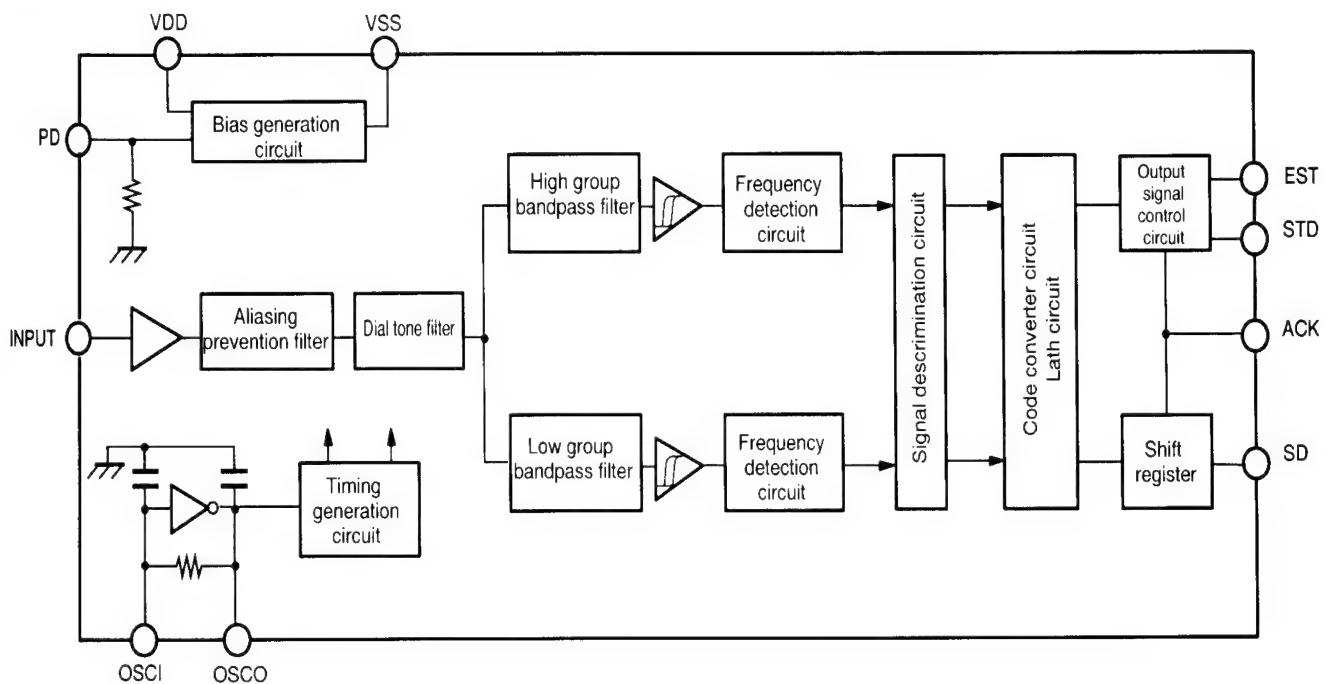 VDD
VSS
PD
Bias generation
circuit
High group
bandpass filter
Frequency
detection
circuit
Signal descrimination circuit
Code converter circuit
Lath circuit
Output
signal
control
circuit
EST
STD
INPUT
Aliasing
prevention filter
Dial tone filter
ACK
Low group
bandpass filter
Frequency
detection
circuit
Shift
register
SD
Timing
generation
circuit
OSCI
OSCO